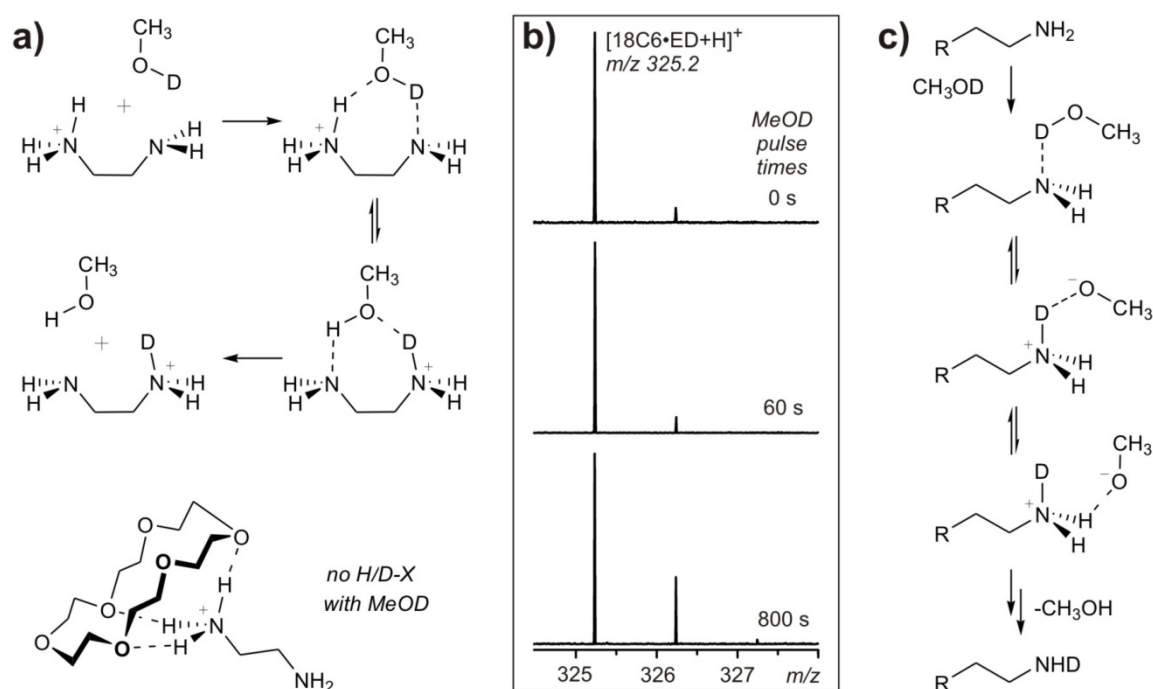 a)
CH3
O
D
H
+
+
H
H
N
N
H
H
CH3
O
H
D
+
H
H
N
N
H
H
CH3
H
O
+
D
+
H
H
N
N
H
H
CH3
O
H
D
+
H
H
N
N
H
H
O
O
O
O
O
O
H
+
H
N
H
NH2
no H/D-X
with MeOD
b)
[18C6•ED+H]+
m/z 325.2
MeOD
pulse
times
0 s
60 s
800 s
325
326
327
m/z
c)
R
NH2
CH3OD
D
O
CH3
R
N
H
H
−
O
D
CH3
+
R
N
H
H
CH3
D
−
O
+
R
N
H
H
-CH3OH
R
NHD